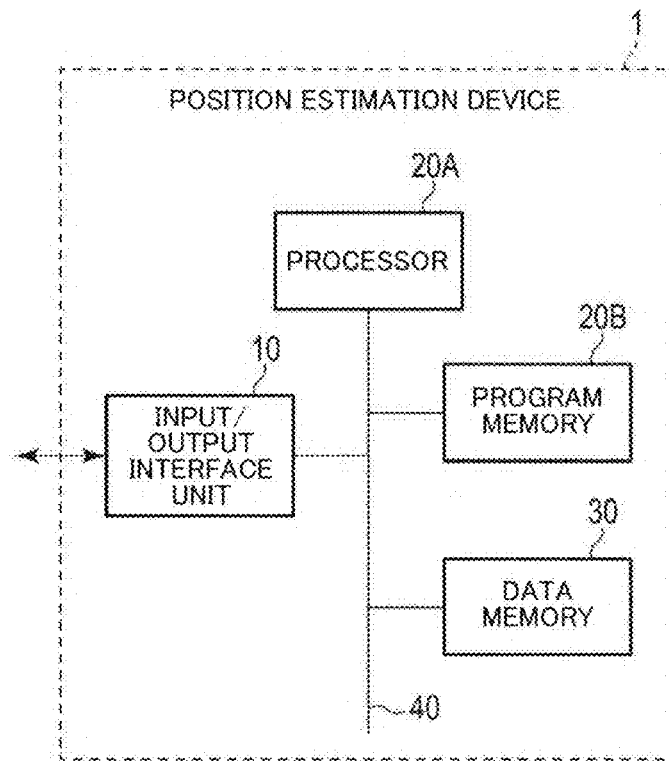 1
POSITION ESTIMATION DEVICE
20A
PROCESSOR
10
INPUT/
OUTPUT
INTERFACE
UNIT
20B
PROGRAM
MEMORY
30
DATA
MEMORY
40